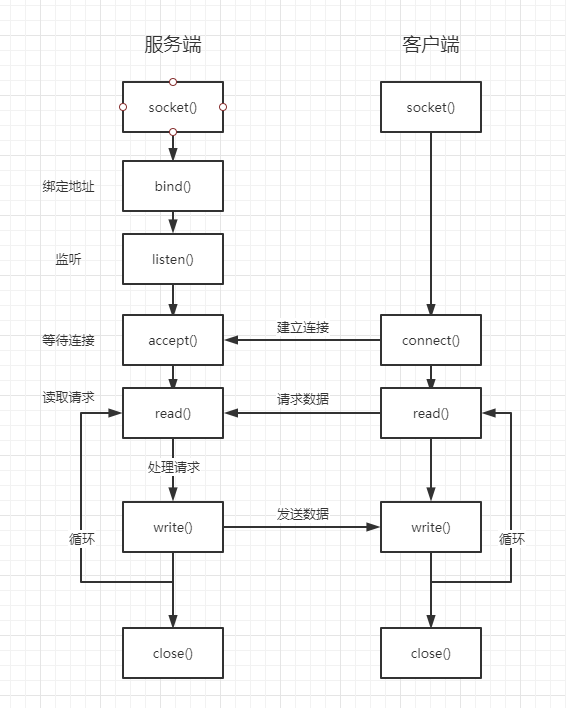 服务端 客户端
socket() socket()
绑定地址 bind()
监听 listen()
建立连接
等待连接 accept() connect()
读取请求 请求数据
read() read()
处理请求
发送数据
write() write()
循环 循环
close() close()